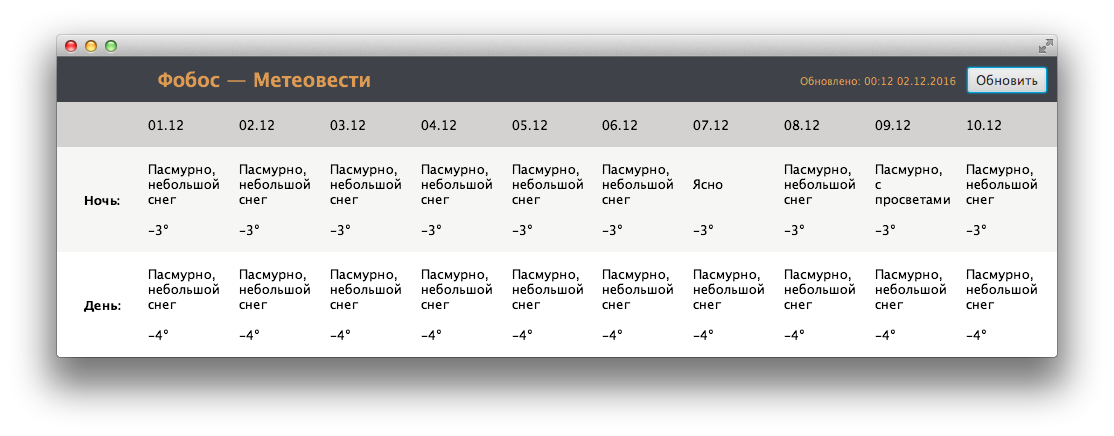 Фобос — Метеовести
Обновлено: 00:12 02.12.2016 Обновить
01.12 02.12 03.12 04.12 05.12 06.12 07.12 08.12 09.12 10.12
Ночь:
Пасмурно, Пасмурно, Пасмурно, Пасмурно, Пасмурно, Пасмурно, Пасмурно, Пасмурно, Пасмурно,
небольшой небольшой небольшой небольшой небольшой небольшой Ясно небольшой с небольшой
снег снег снег снег снег снег снег просветами снег
-3° -3° -3° -3° -3° -3° -3° -3° -3° -3°
День:
Пасмурно, Пасмурно, Пасмурно, Пасмурно, Пасмурно, Пасмурно, Пасмурно, Пасмурно, Пасмурно, Пасмурно,
небольшой небольшой небольшой небольшой небольшой небольшой небольшой небольшой небольшой небольшой
снег снег снег снег снег снег снег снег снег снег
-4° -4° -4° -4° -4° -4° -4° -4° -4° -4°